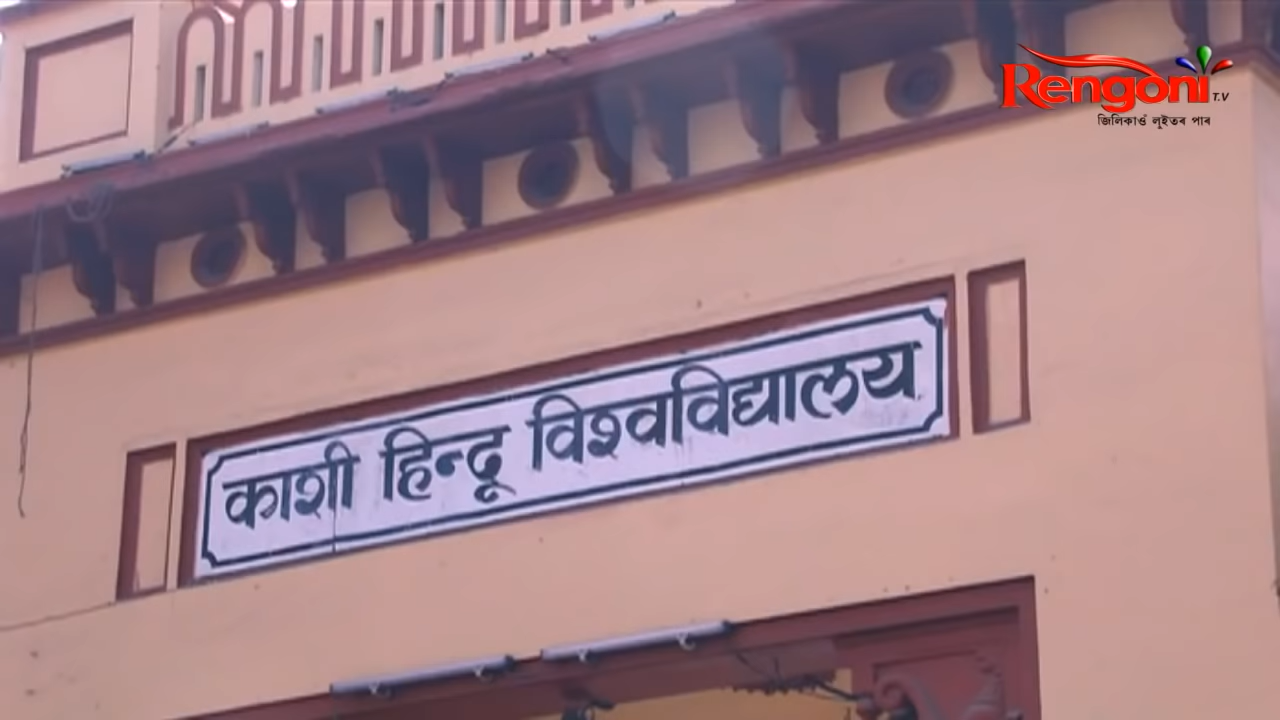 Rengoni T.V
জিলিকাওঁ লূইতৰ পাৰ
काशी हिन्दू विश्वविद्यालय